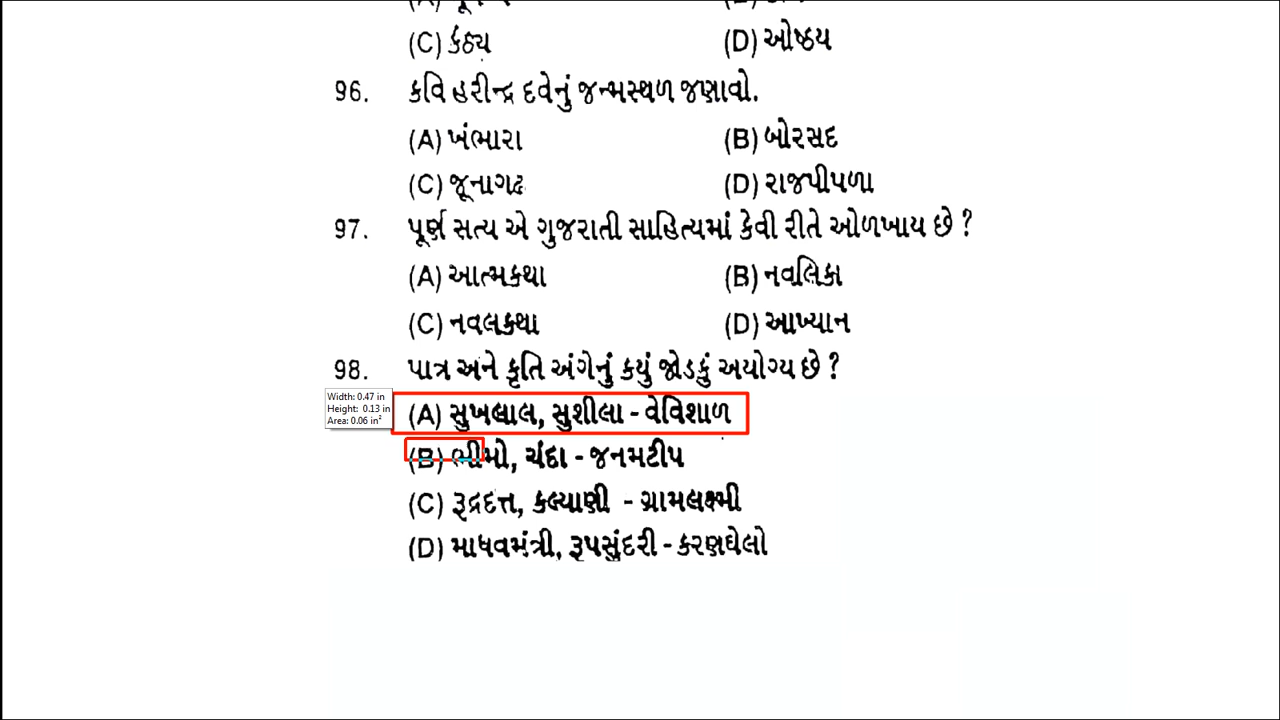 (C) કંઠ્ય (D) ઓષ્ઠય
96. કવિ હરીન્દ્ર દવેનું જન્મસ્થળ જણાવો.
(A) ખંભારા (B) બોરસદ
(C) જૂનાગઢ (D) રાજપીપળા
97. પૂર્ણ સત્ય એ ગુજરાતી સાહિત્યમાં કેવી રીતે ઓળખાય છે ?
(A) આત્મકથા (B) નવલિકા
(C) નવલકથા (D) આખ્યાન
98. પાત્ર અને કૃતિ અંગેનું કયું જોડકું અયોગ્ય છે ?
Width: 0.47 in
Height: 0.13 in
Area: 0.06 in²
(A) સુખલાલ, સુશીલા - વેવિશાળ
(B) ભીમો, ચંદા - જનમટીપ
(C) રૂદ્રદત્ત, કલ્યાણી - ગ્રામલક્ષ્મી
(D) માધવમંત્રી, રૂપસુંદરી - કરણઘેલો